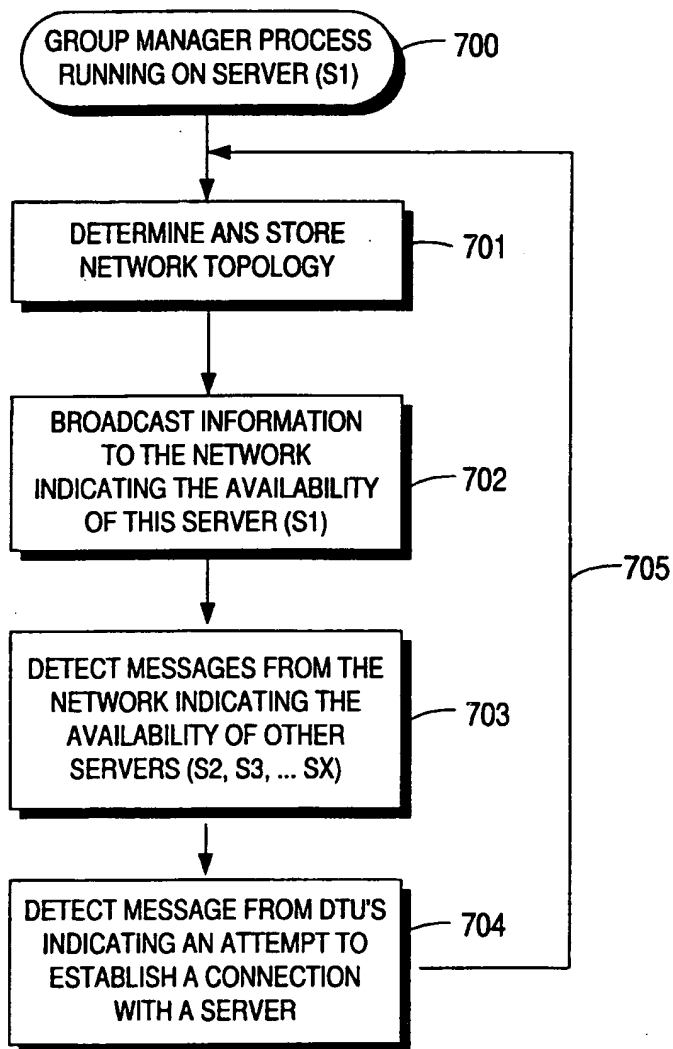 GROUP MANAGER PROCESS
RUNNING ON SERVER (S1)
700
DETERMINE ANS STORE
NETWORK TOPOLOGY
701
BROADCAST INFORMATION
TO THE NETWORK
INDICATING THE AVAILABILITY
OF THIS SERVER (S1)
702
705
DETECT MESSAGES FROM THE
NETWORK INDICATING THE
AVAILABILITY OF OTHER
SERVERS (S2, S3, ... SX)
703
DETECT MESSAGE FROM DTU'S
INDICATING AN ATTEMPT TO
ESTABLISH A CONNECTION
WITH A SERVER
704